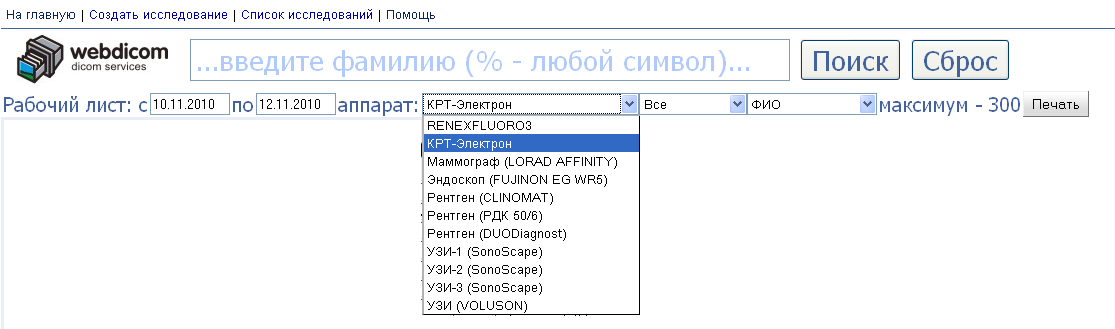 На главную | Создать исследование | Список исследований | Помощь
webdicom
dicom services
...введите фамилию (% - любой символ)... Поиск Сброс
Рабочий лист: с 10.11.2010 по 12.11.2010 аппарат: КРТ-Электрон Все ФИО максимум - 300 Печать
RENEXFLUORO3
КРТ-Электрон
Маммограф (LORAD AFFINITY)
Эндоскоп (FUJINON EG WR5)
Рентген (CLINOMAT)
Рентген (РДК 50/6)
Рентген (DUODiagnost)
УЗИ-1 (SonoScape)
УЗИ-2 (SonoScape)
УЗИ-3 (SonoScape)
УЗИ (VOLUSON)